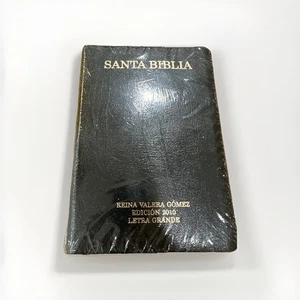 SANTA BIBLIA
REINA VALERA GÓMEZ
EDICIÓN 2010
LETRA GRANDE